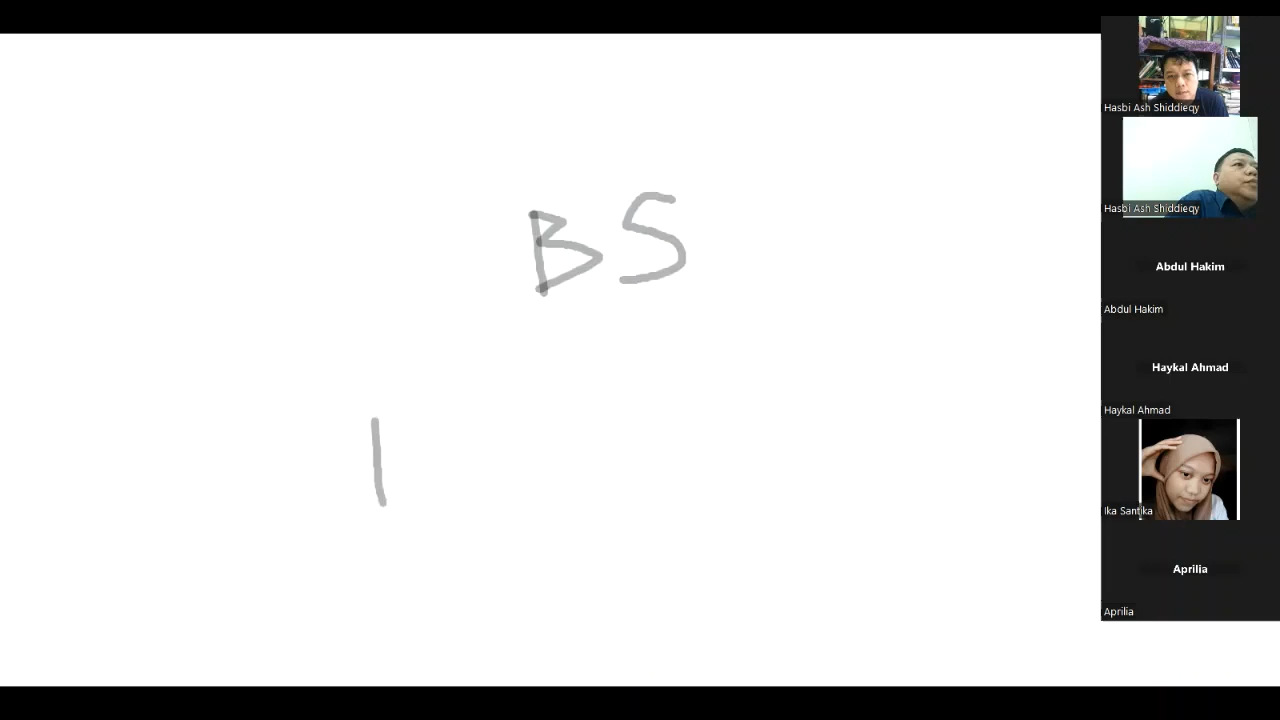 BS
|
Hasbi Ash Shiddieqy
Hasbi Ash Shiddieqy
Abdul Hakim
Abdul Hakim
Haykal Ahmad
Haykal Ahmad
Ika Santika
Aprilia
Aprilia